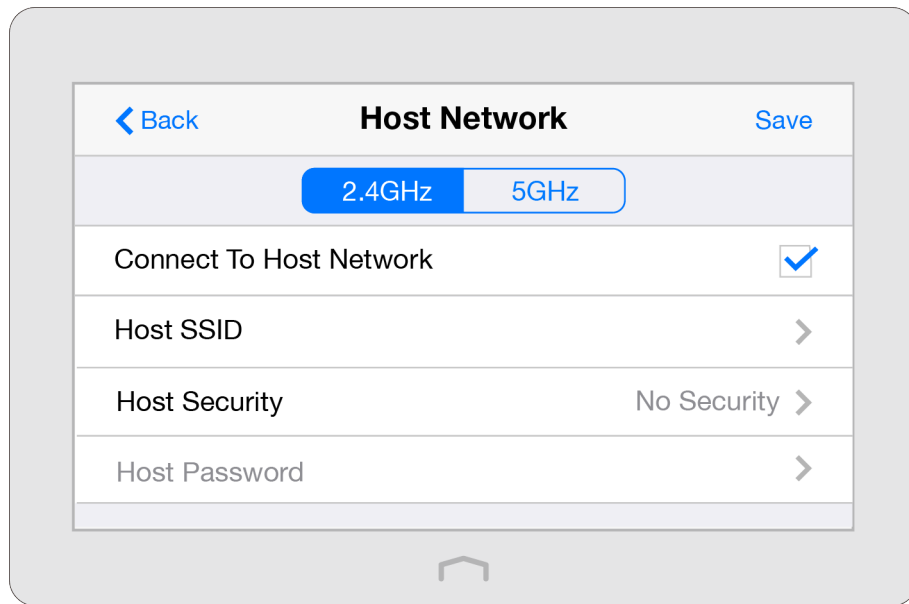 Back Host Network Save
2.4GHz 5GHz
Connect To Host Network
Host SSID
Host Security No Security
Host Password